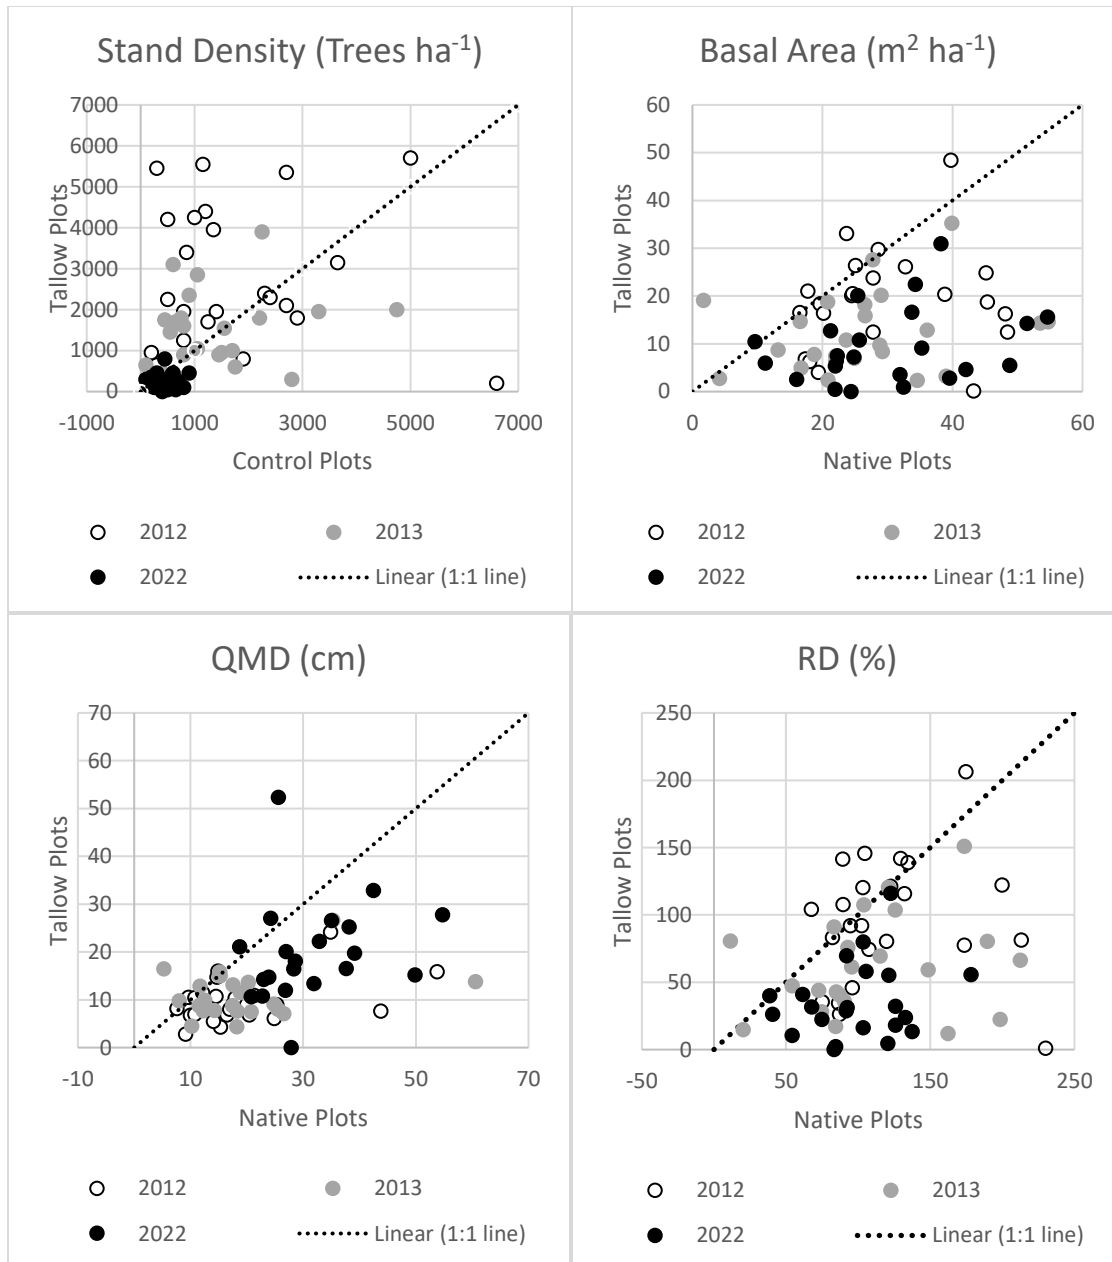 Stand Density (Trees ha⁻¹)
7000
6000
5000
4000
3000
2000
1000
0
Tallow Plots
-1000 1000 3000 5000 7000
Control Plots
2012 2013
2022 Linear (1:1 line)
Basal Area (m² ha⁻¹)
60
50
40
30
20
10
0
Tallow Plots
0 20 40 60
Native Plots
2012 2013
2022 Linear (1:1 line)
QMD (cm)
70
60
50
40
30
20
10
0
Tallow Plots
-10 10 30 50 70
Native Plots
2012 2013
2022 Linear (1:1 line)
RD (%)
250
200
150
100
50
0
Tallow Plots
-50 50 150 250
Native Plots
2012 2013
2022 Linear (1:1 line)